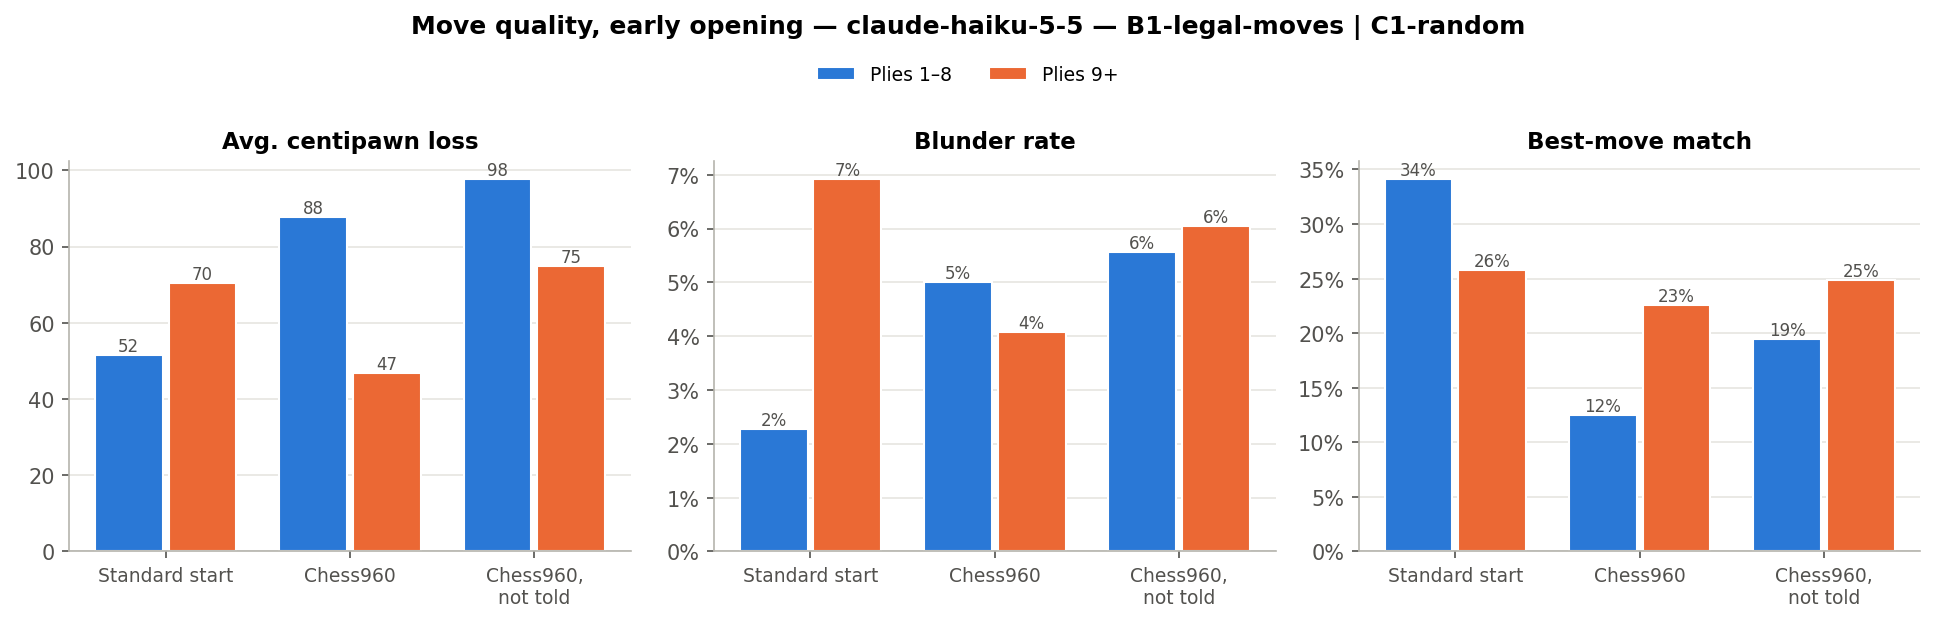 Move quality, early opening — claude-haiku-5-5 — B1-legal-moves | C1-random
Plies 1–8 Plies 9+
Avg. centipawn loss
100
80
60
40
20
0
52
70
88
47
98
75
Standard start
Chess960
Chess960,
not told
Blunder rate
7%
6%
5%
4%
3%
2%
1%
0%
2%
7%
5%
4%
6%
6%
Standard start
Chess960
Chess960,
not told
Best-move match
35%
30%
25%
20%
15%
10%
5%
0%
34%
26%
12%
23%
19%
25%
Standard start
Chess960
Chess960,
not told